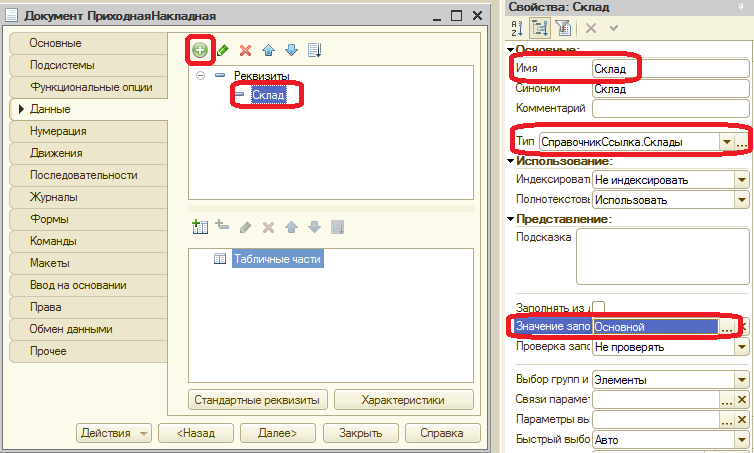 Документ ПриходнаяНакладная
Основные
Подсистемы
Функциональные опции
Данные
Нумерация
Движения
Последовательности
Журналы
Формы
Команды
Макеты
Ввод на основании
Права
Обмен данными
Прочее
Реквизиты
Склад
Табличные части
Стандартные реквизиты
Характеристики
Действия
<Назад
Далее>
Закрыть
Справка
Свойства: Склад
Основные:
Имя Склад
Синоним Склад
Комментарий
Тип СправочникСсылка.Склады ...
Использование:
Индексироват Не индексировать
Полнотекстовы Использовать
Представление:
Подсказка
Заполнять из д
Значение запо Основной ...
Проверка запо Не проверять
Выбор групп и Элементы
Связи парамет ...
Параметры вы ...
Быстрый выбо Авто